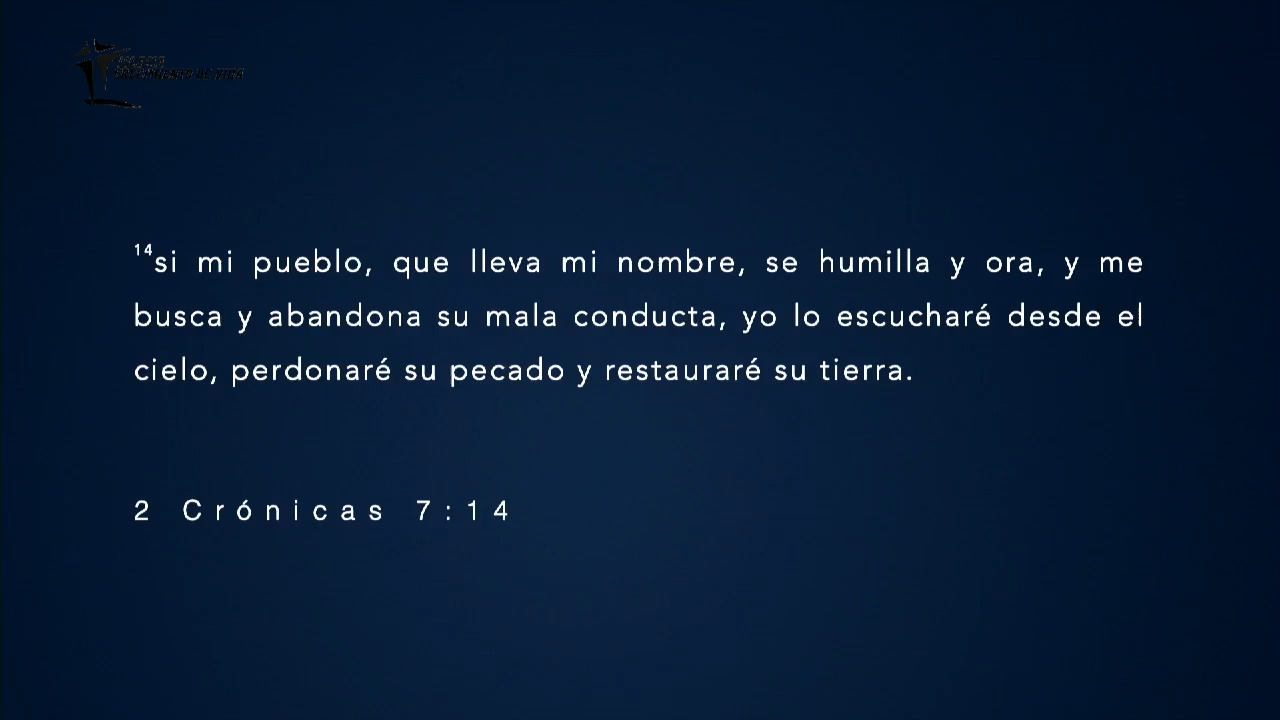 ¹⁴si mi pueblo, que lleva mi nombre, se humilla y ora, y me
busca y abandona su mala conducta, yo lo escucharé desde el
cielo, perdonaré su pecado y restauraré su tierra.
2 Crónicas 7:14